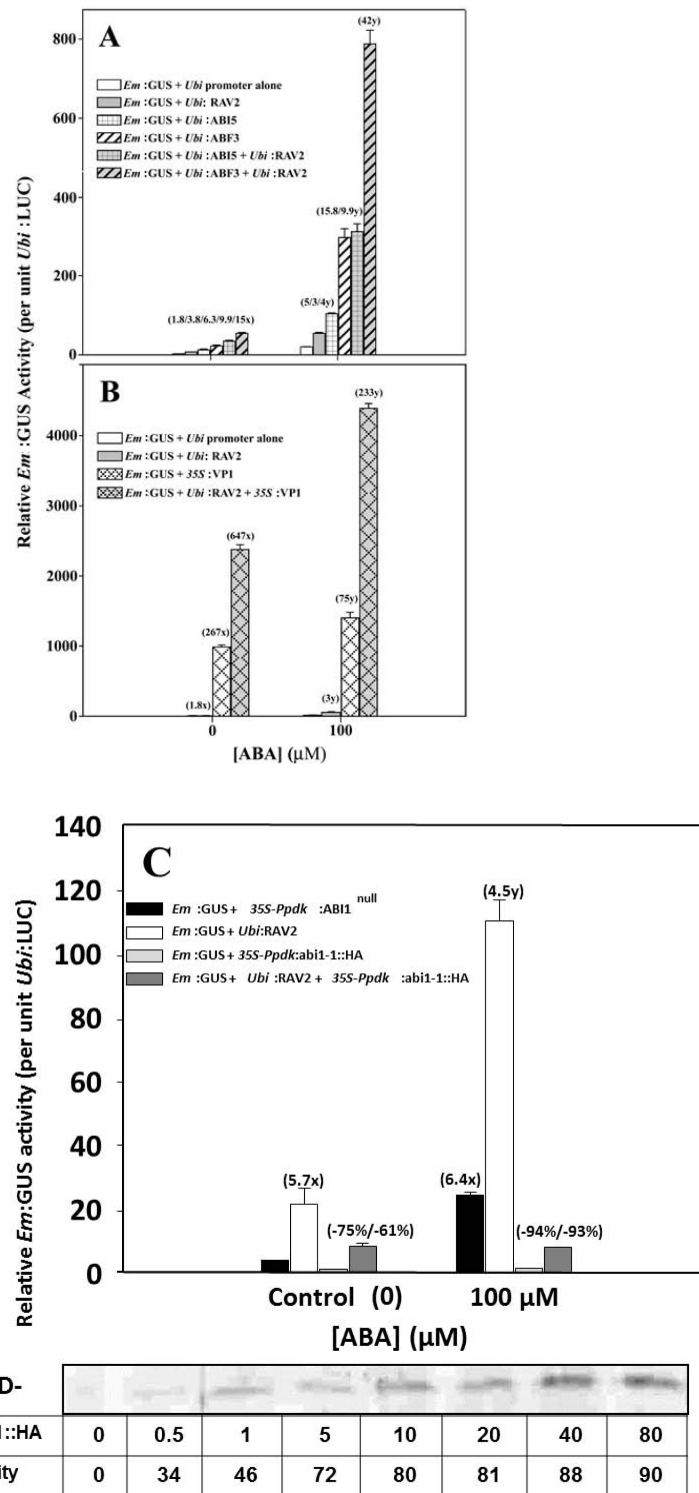 Relative Em:GUS Activity (per unit Ubi:LUC)
A
800
600
400
200
0
Em:GUS + Ubi promoter alone
Em:GUS + Ubi: RAV2
Em:GUS + Ubi:ABI5
Em:GUS + Ubi:ABF3
Em:GUS + Ubi:ABI5 + Ubi:RAV2
Em:GUS + Ubi:ABF3 + Ubi:RAV2
(1.8/3.8/6.3/9.9/15x)
(5/3/4y)
(15.8/9.9y)
(42y)
B
4000
3000
2000
1000
0
Em:GUS + Ubi promoter alone
Em:GUS + Ubi: RAV2
Em:GUS + 35S:VP1
Em:GUS + Ubi:RAV2 + 35S:VP1
(1.8x)
(267x)
(647x)
(3y)
(75y)
(233y)
0 100
[ABA] (µM)
Relative Em:GUS activity (per unit Ubi:LUC)
C
140
120
100
80
60
40
20
0
Em :GUS + 35S-Ppdk :ABI1 null
Em:GUS + Ubi:RAV2
Em:GUS + 35S-Ppdk:abi1-1::HA
Em:GUS + Ubi :RAV2 + 35S-Ppdk :abi1-1::HA
(5.7x)
(-75%/-61%)
(6.4x)
(4.5y)
(-94%/-93%)
Control (0) 100 µM
[ABA] (µM)
D-
::HA 0 0.5 1 5 10 20 40 80
ity 0 34 46 72 80 81 88 90